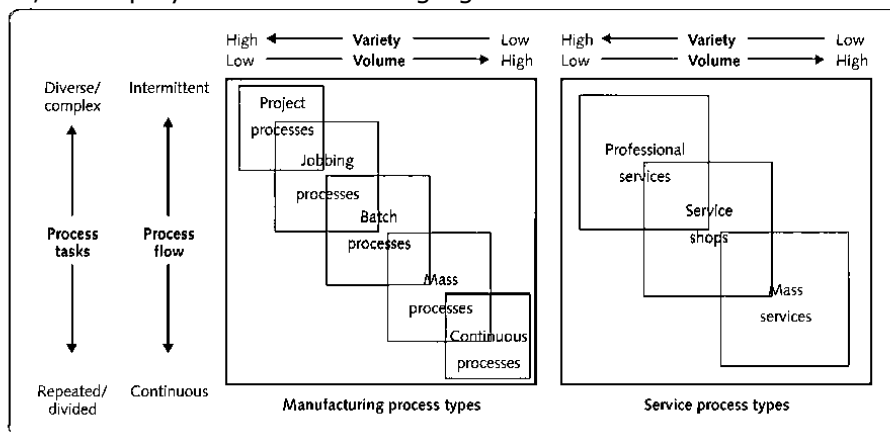 High Variety Low
Low Volume High
High Variety Low
Low Volume High
Diverse/
complex
Intermittent
Process
tasks
Process
flow
Repeated/
divided
Continuous
Project
processes
Jobbing
processes
Batch
processes
Mass
processes
Continuous
processes
Manufacturing process types
Professional
services
Service
shops
Mass
services
Service process types